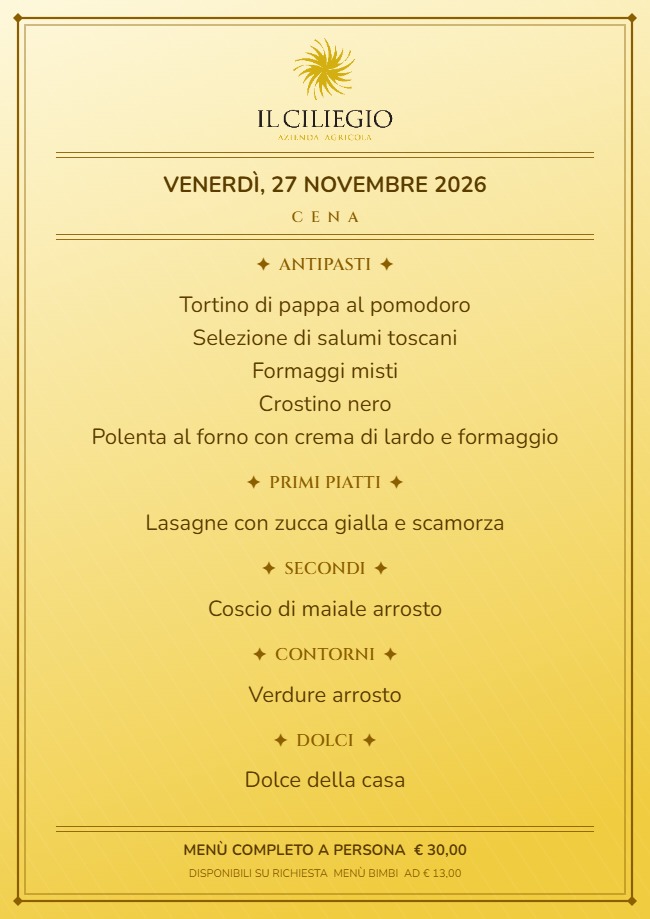 IL CILIEGIO
AZIENDA AGRICOLA
VENERDÌ, 27 NOVEMBRE 2026
CENA
✦ ANTIPASTI ✦
Tortino di pappa al pomodoro
Selezione di salumi toscani
Formaggi misti
Crostino nero
Polenta al forno con crema di lardo e formaggio
✦ PRIMI PIATTI ✦
Lasagne con zucca gialla e scamorza
✦ SECONDI ✦
Coscio di maiale arrosto
✦ CONTORNI ✦
Verdure arrosto
✦ DOLCI ✦
Dolce della casa
MENÙ COMPLETO A PERSONA € 30,00
DISPONIBILI SU RICHIESTA MENÙ BIMBI AD € 13,00